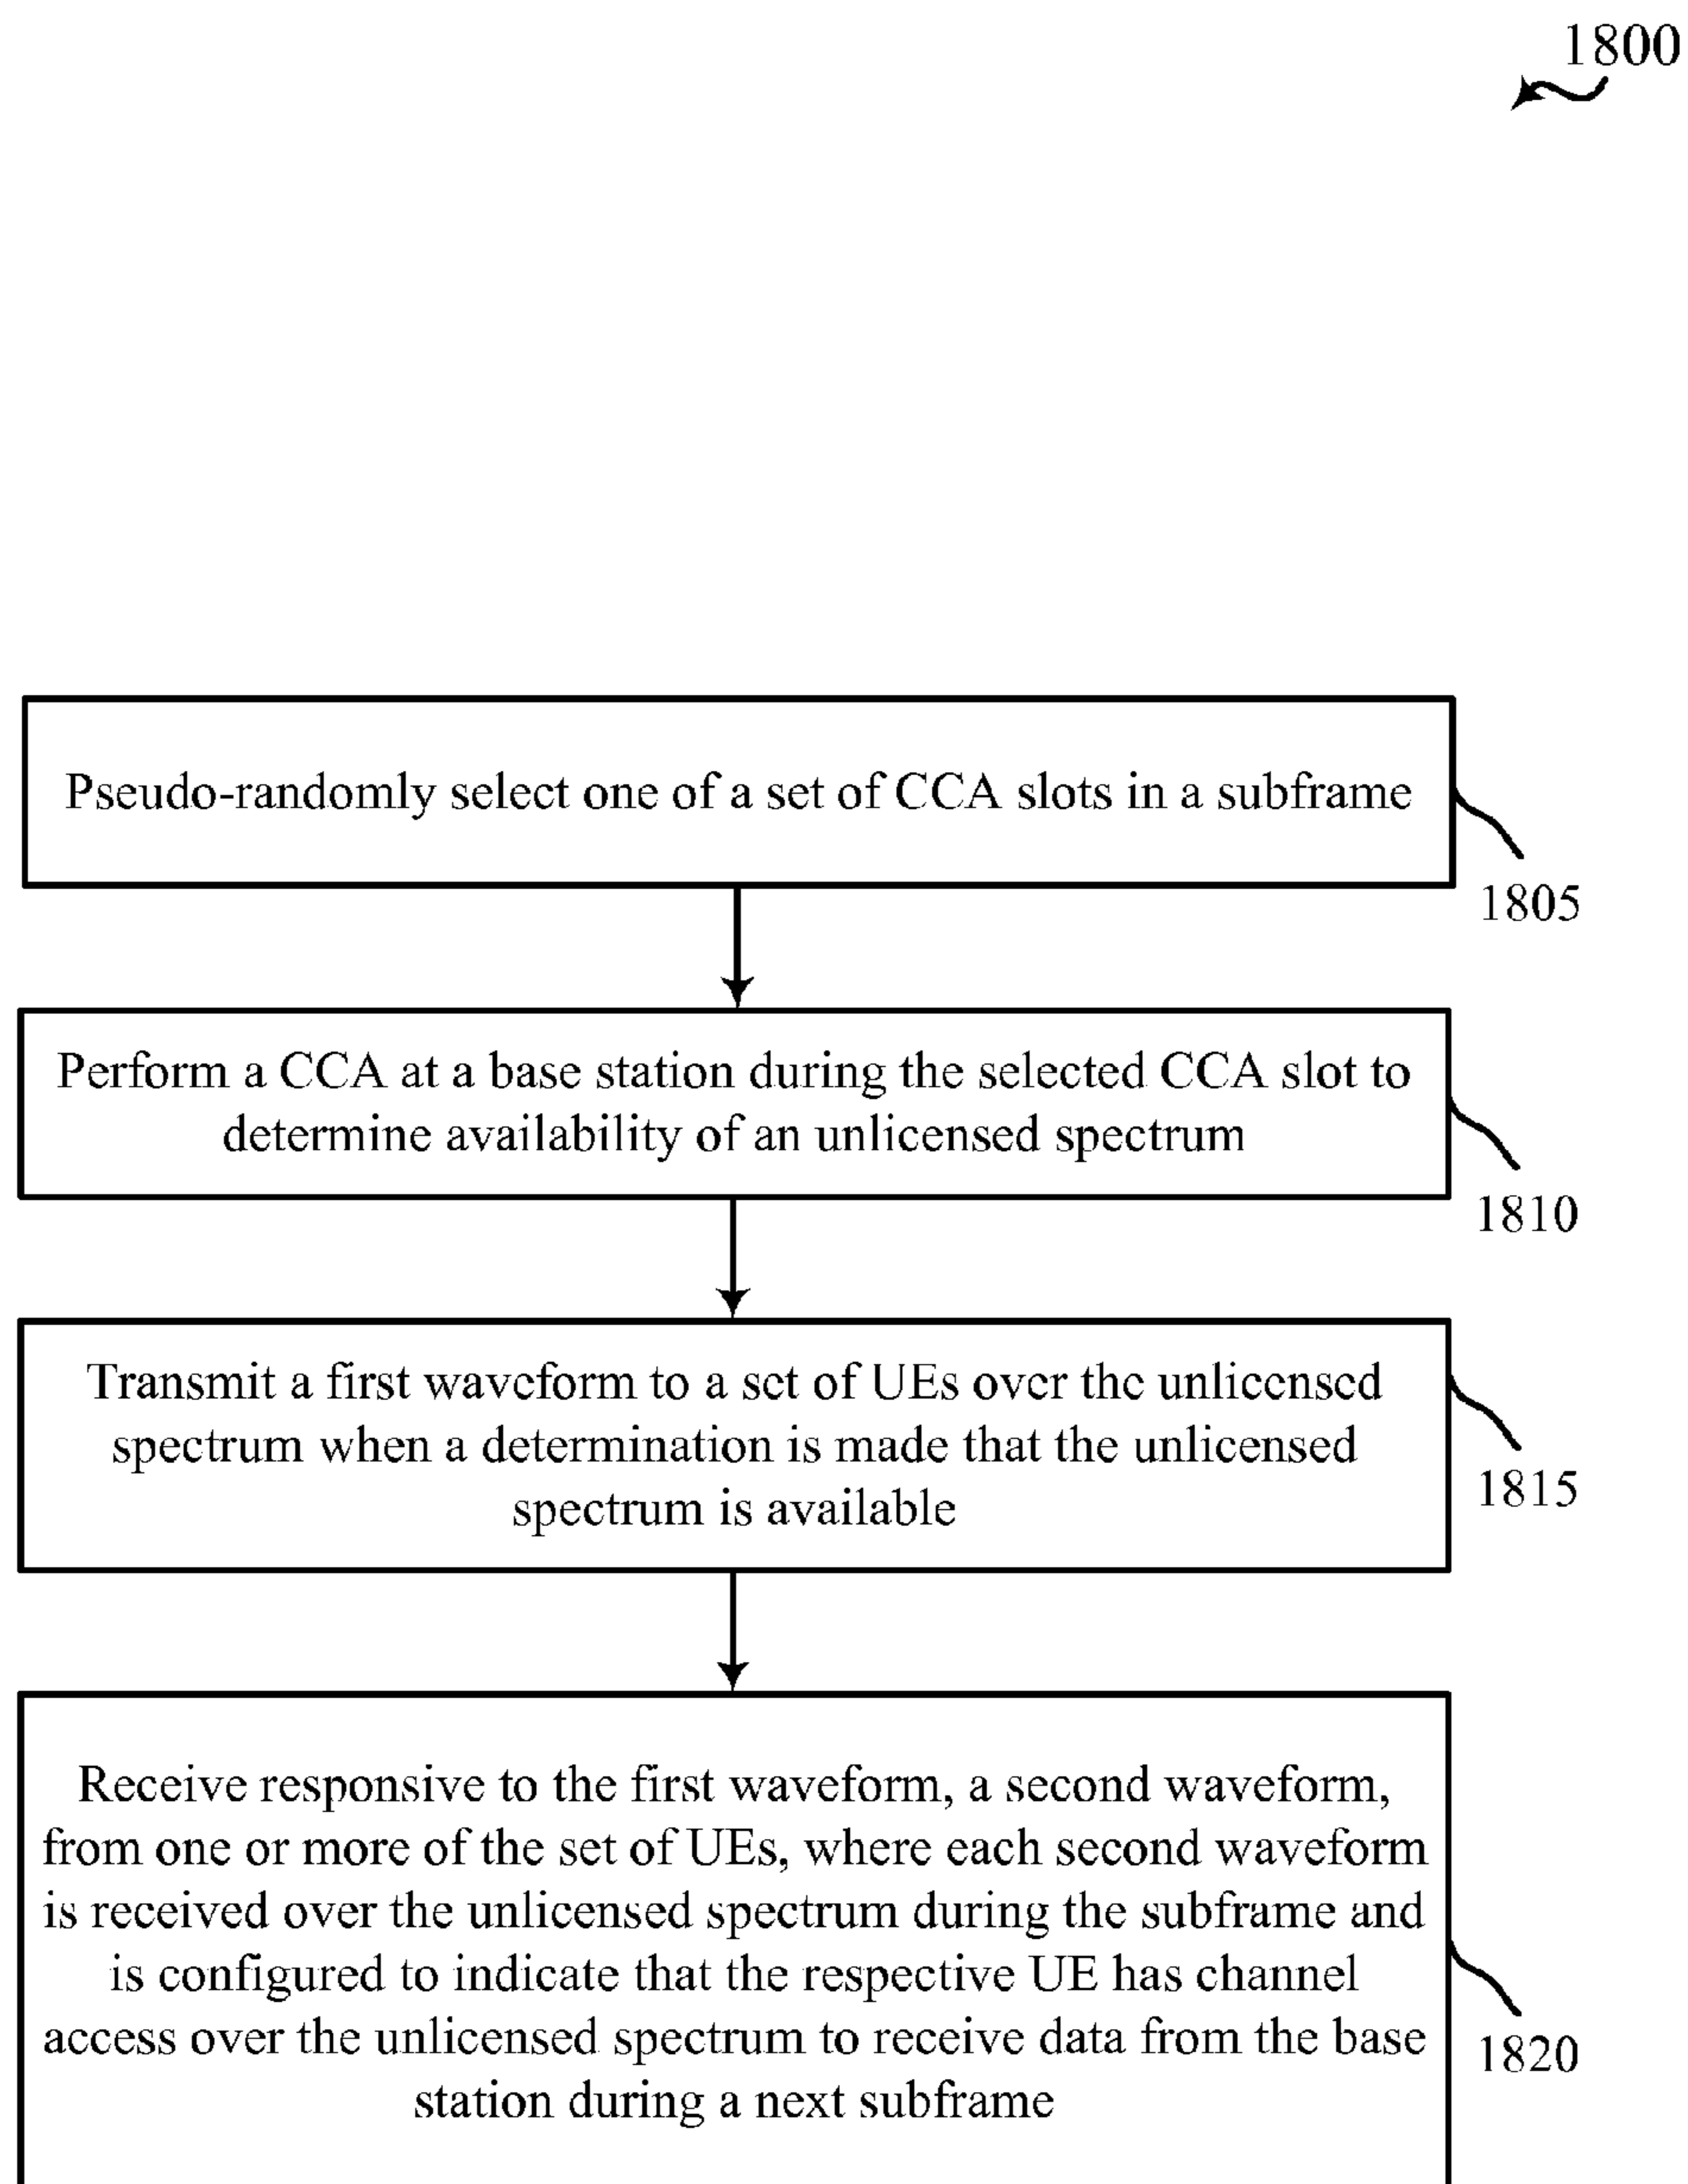 1800
Pseudo-randomly select one of a set of CCA slots in a subframe
1805
Perform a CCA at a base station during the selected CCA slot to
determine availability of an unlicensed spectrum
1810
Transmit a first waveform to a set of UEs over the unlicensed
spectrum when a determination is made that the unlicensed
spectrum is available
1815
Receive responsive to the first waveform, a second waveform,
from one or more of the set of UEs, where each second waveform
is received over the unlicensed spectrum during the subframe and
is configured to indicate that the respective UE has channel
access over the unlicensed spectrum to receive data from the base
station during a next subframe
1820